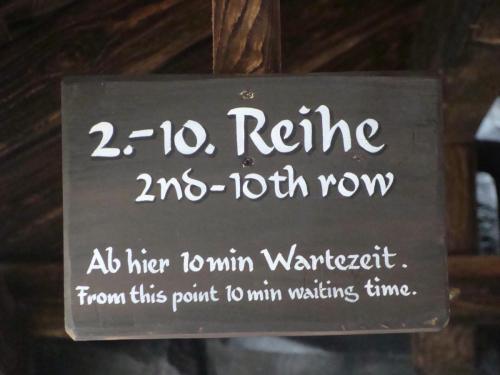 2.-10. Reihe
2nd-10th row
Ab hier 10 min Wartezeit.
From this point 10 min waiting time.